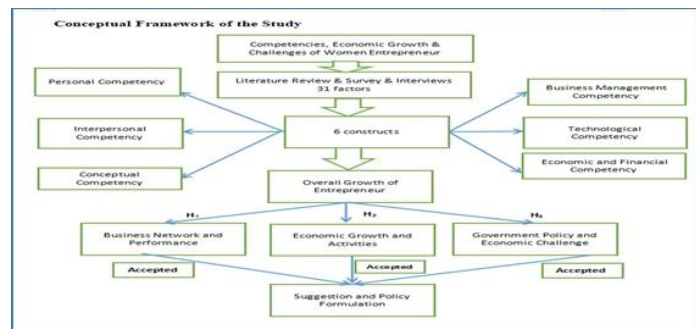 Conceptual Framework of the Study
Competencies, Economic Growth &
Challenges of Women Entrepreneur
Personal Competency
Literature Review & Survey & Interviews
31 factors
Business Management
Competency
Interpersonal
Competency
6 constructs
Technological
Competency
Conceptual
Competency
Economic and Financial
Competency
Overall Growth of
Entrepreneur
H₁
H₂
H₃
Business Network and
Performance
Economic Growth and
Activities
Government Policy and
Economic Challenge
Accepted
Accepted
Accepted
Suggestion and Policy
Formulation